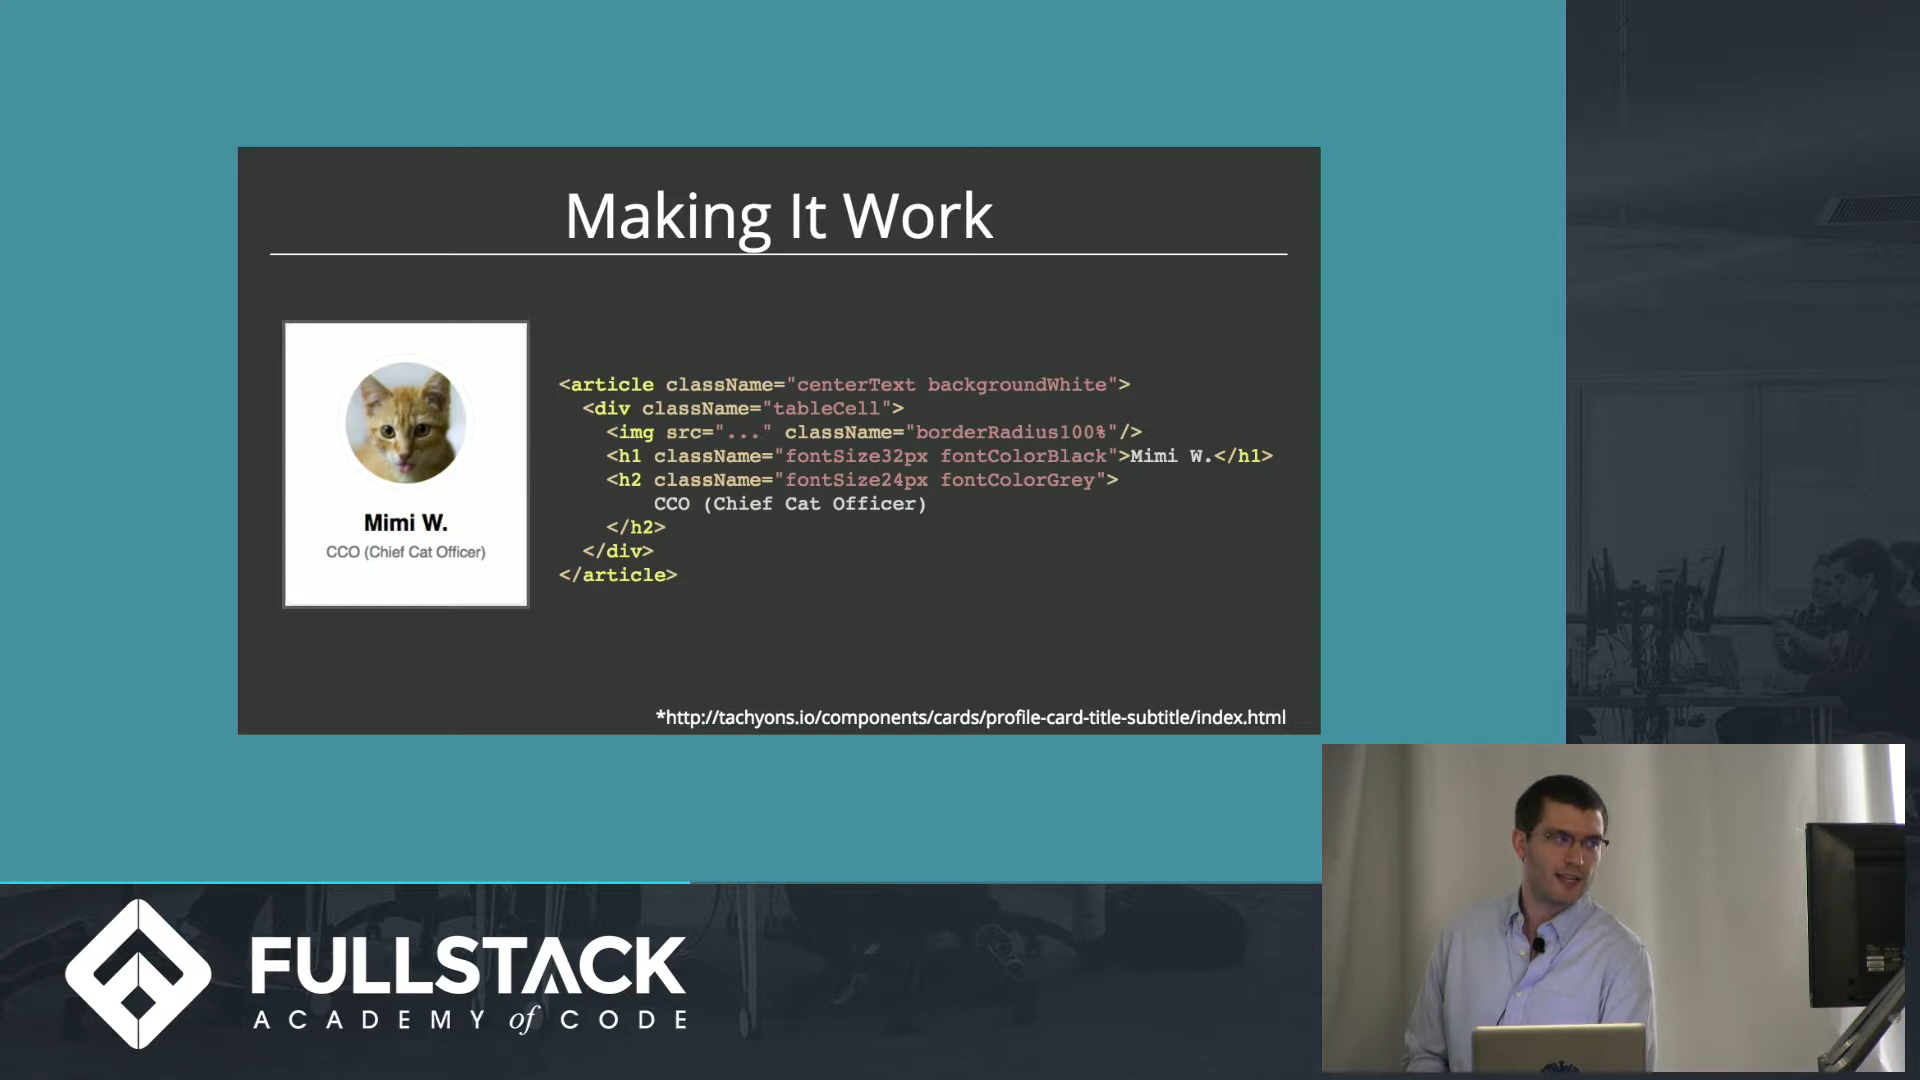 Making It Work
Mimi W.
CCO (Chief Cat Officer)
<article className="centerText backgroundWhite">
<div className="tableCell">
<img src="..." className="borderRadius100%"/>
<h1 className="fontSize32px fontColorBlack">Mimi W.</h1>
<h2 className="fontSize24px fontColorGrey">
CCO (Chief Cat Officer)
</h2>
</div>
</article>
*http://tachyons.io/components/cards/profile-card-title-subtitle/index.html
FULLSTACK
ACADEMY of CODE